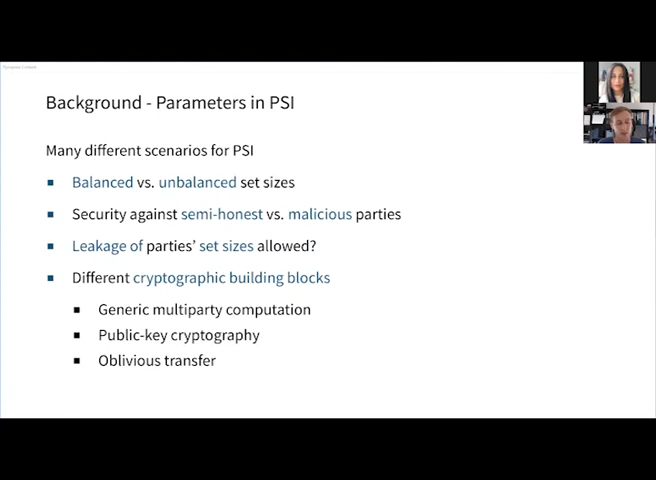 Background - Parameters in PSI
Many different scenarios for PSI
Balanced vs. unbalanced set sizes
Security against semi-honest vs. malicious parties
Leakage of parties' set sizes allowed?
Different cryptographic building blocks
Generic multiparty computation
Public-key cryptography
Oblivious transfer